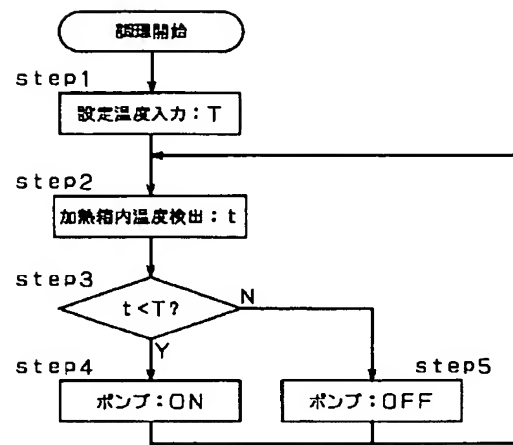 調理開始
step1
設定温度入力:T
step2
加熱箱内温度検出:t
step3
t<T?
N
Y
step4
step5
ポンプ:ON
ポンプ:OFF